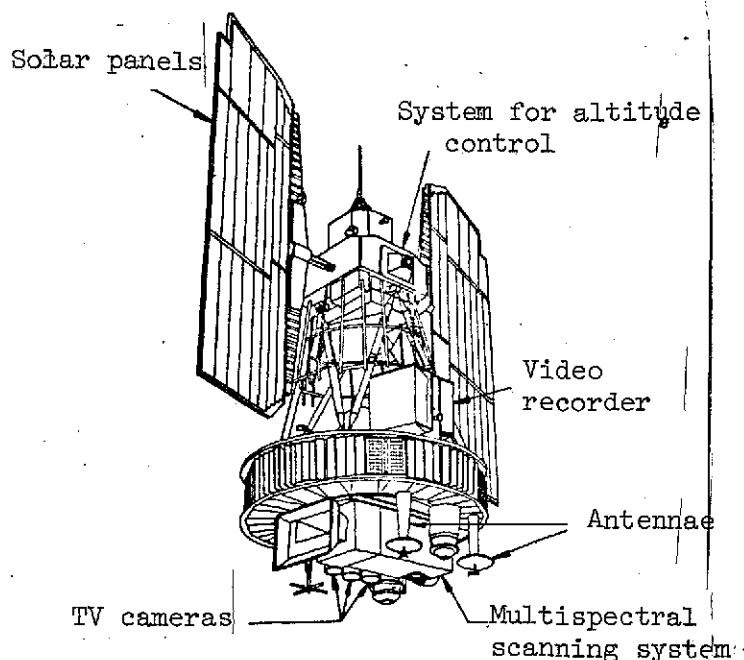 Solar panels
System for altitude
control
Video
recorder
Antennae
TV cameras
Multispectral
scanning system